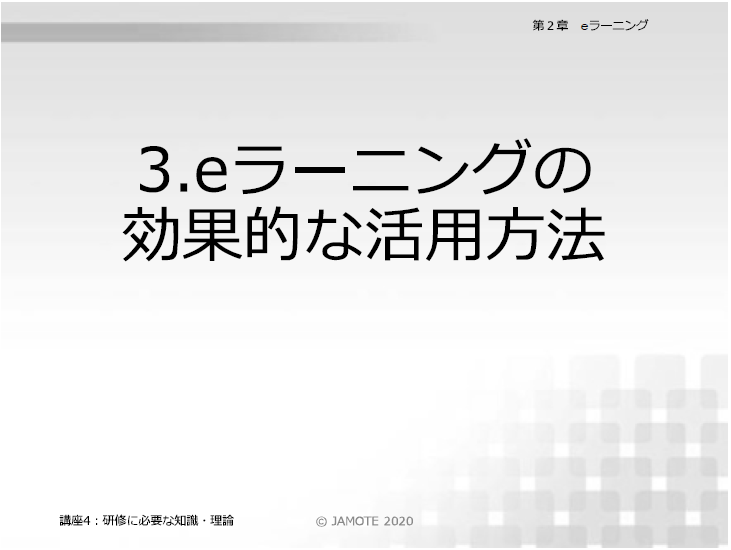 第２章　eラーニング
3.eラーニングの
効果的な活用方法
講座4：研修に必要な知識・理論
© JAMOTE 2020